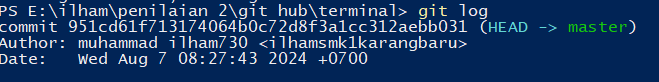 PS E:\ilham\penilaian 2\git hub\terminal> git log
commit 951cd61f713174064b0c72d8f3a1cc312aebb031 (HEAD -> master)
Author: muhammad ilham730 <ilhamsmk1karangbaru>
Date:   Wed Aug 7 08:27:43 2024 +0700